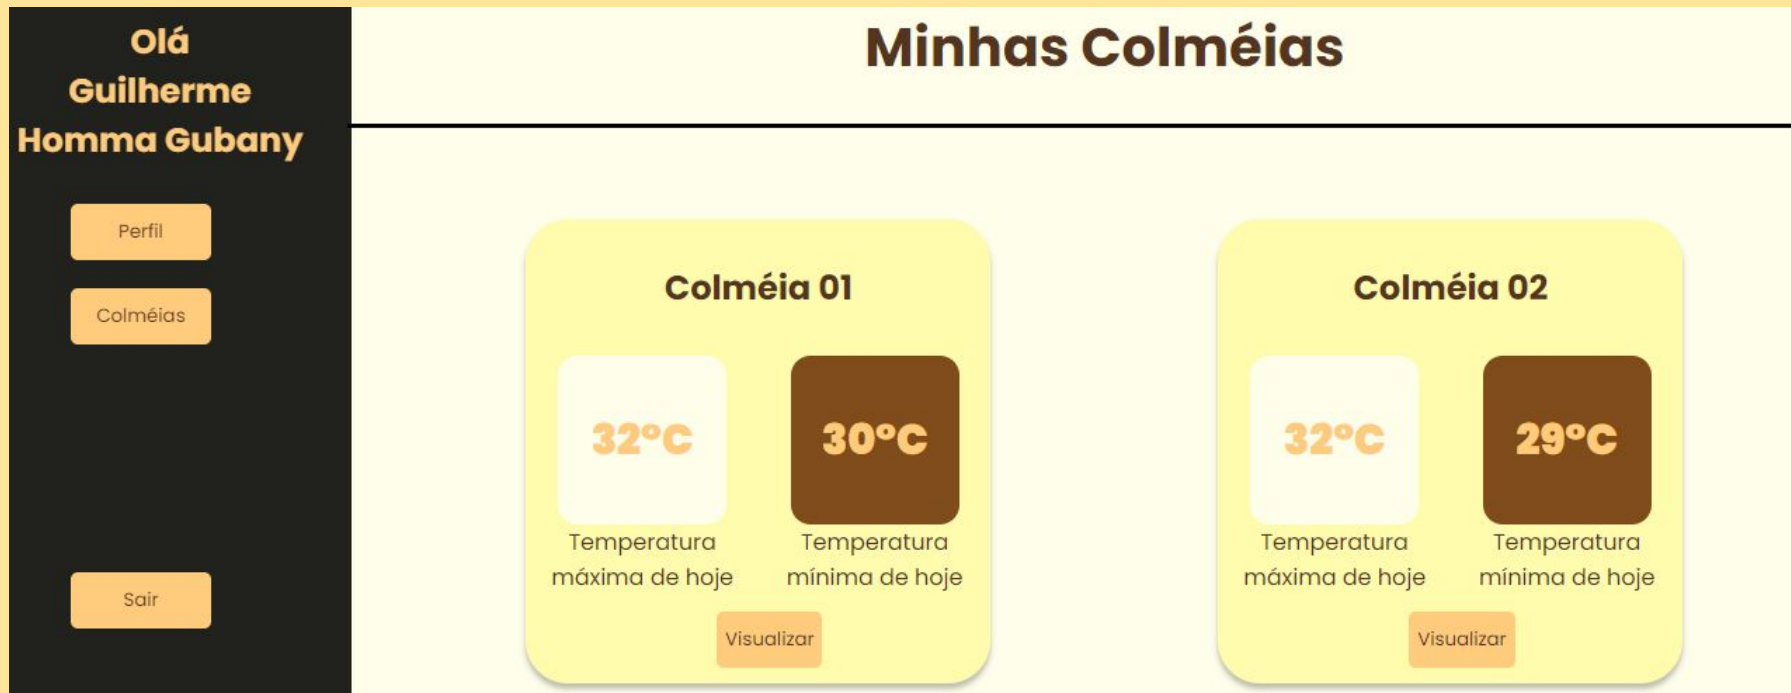 Olá
Guilherme
Homma Gubany
Perfil
Colméias
Sair
Minhas Colméias
Colméia 01
32°C
30°C
Temperatura
máxima de hoje
Temperatura
mínima de hoje
Visualizar
Colméia 02
32°C
29°C
Temperatura
máxima de hoje
Temperatura
mínima de hoje
Visualizar